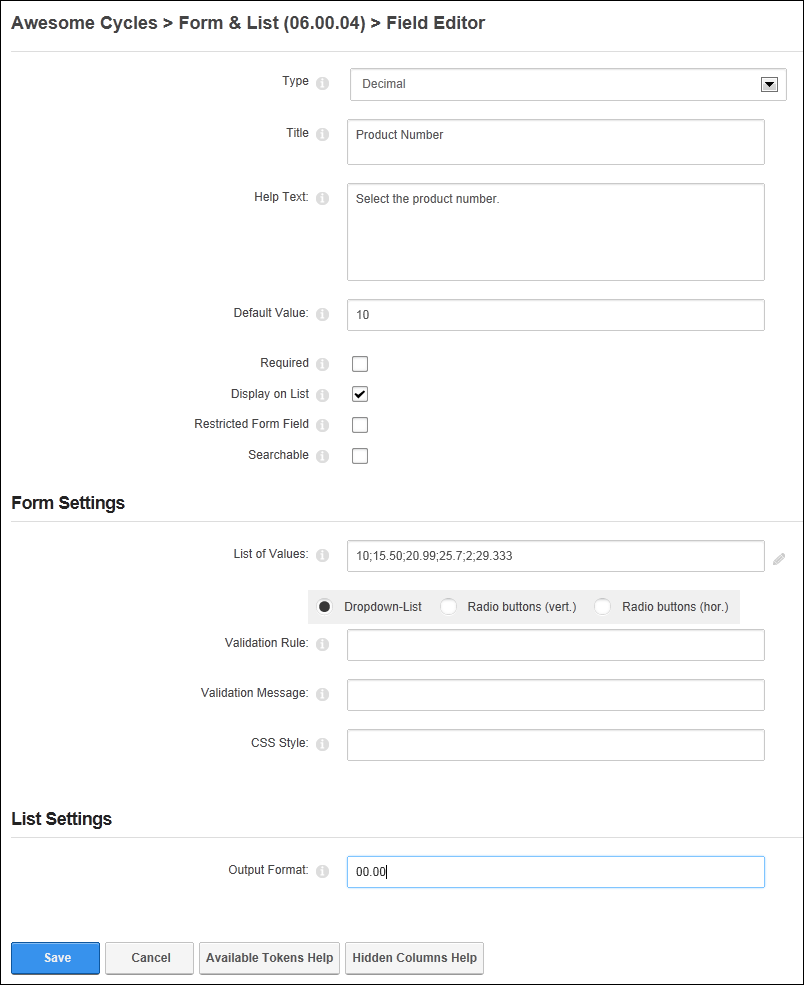 Awesome Cycles > Form & List (06.00.04) > Field Editor
Type
Decimal
Title
Product Number
Help Text:
Select the product number.
Default Value:
10
Required
Display on List
Restricted Form Field
Searchable
Form Settings
List of Values:
10;15.50;20.99;25.7;2;29.333
Dropdown-List Radio buttons (vert.) Radio buttons (hor.)
Validation Rule:
Validation Message:
CSS Style:
List Settings
Output Format:
00.00
Save Cancel Available Tokens Help Hidden Columns Help